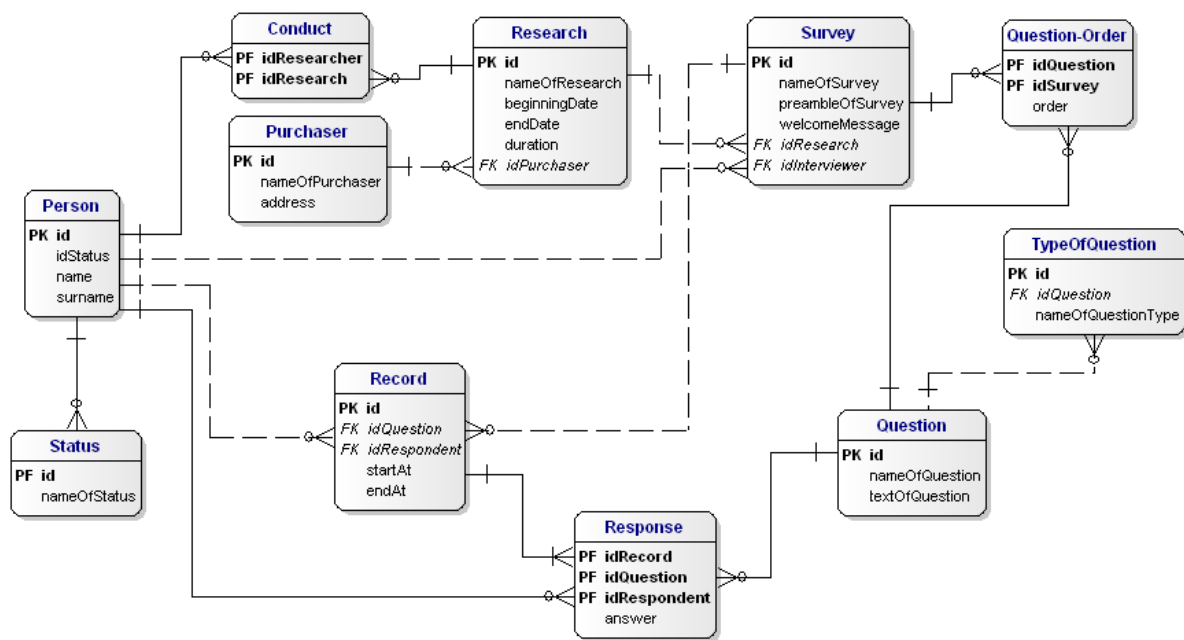 Conduct
PF idResearcher
PF idResearch
Research
PK id
nameOfResearch
beginningDate
endDate
duration
FK idPurchaser
Survey
PK id
nameOfSurvey
preambleOfSurvey
welcomeMessage
FK idResearch
FK idInterviewer
Question-Order
PF idQuestion
PF idSurvey
order
Purchaser
PK id
nameOfPurchaser
address
Person
PK id
idStatus
name
surname
TypeOfQuestion
PK id
FK idQuestion
nameOfQuestionType
Record
PK id
FK idQuestion
FK idRespondent
startAt
endAt
Status
PF id
nameOfStatus
Question
PK id
nameOfQuestion
textOfQuestion
Response
PF idRecord
PF idQuestion
PF idRespondent
answer